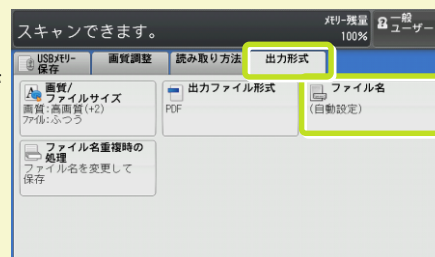 スキャンできます。
メモリー残量
100%
一般
ユーザー
USBメモリー
保存
画質調整
読み取り方法
出力形式
画質/
ファイルサイズ
画質:高画質(+2)
ファイル:ふつう
出力ファイル形式
PDF
ファイル名
(自動設定)
ファイル名重複時の
処理
ファイル名を変更して
保存